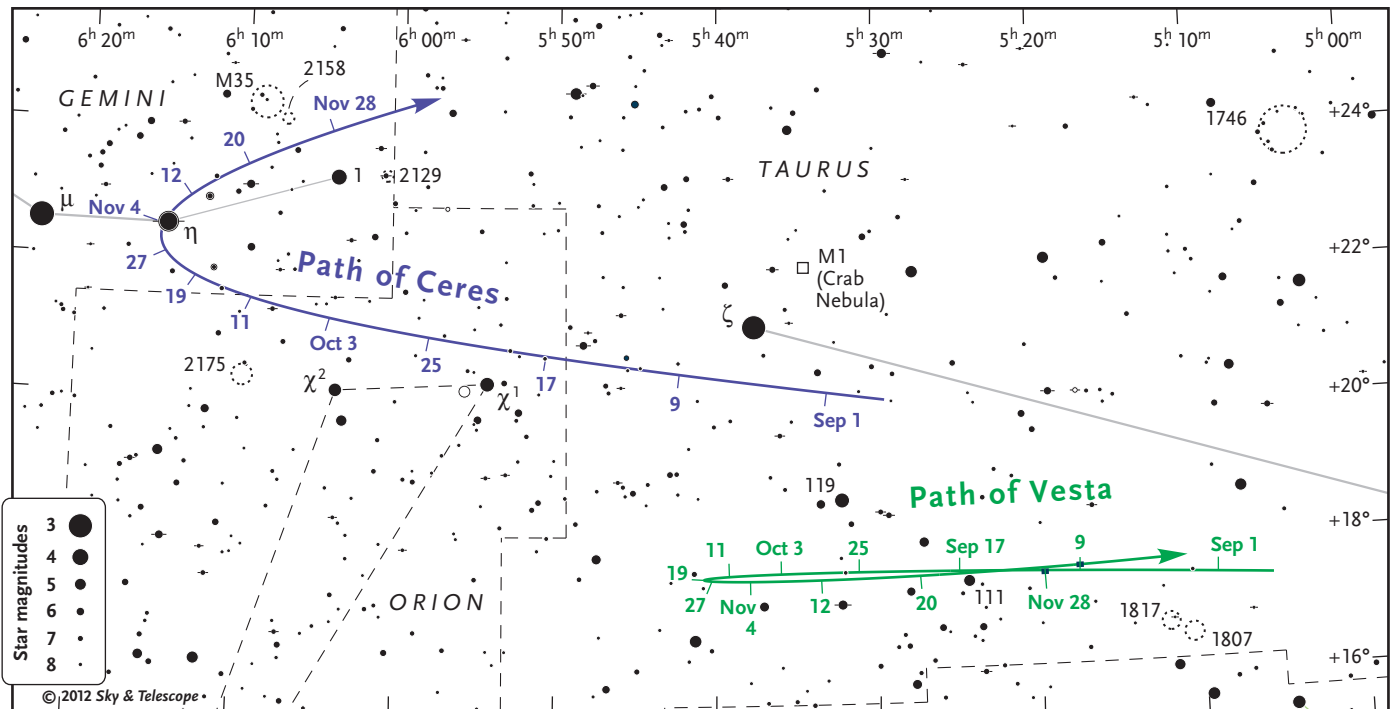 6h 20m 6h 10m 6h 00m 5h 40m 5h 30m 5h 20m 5h 10m 5h 00m
GEMINI
M35
2158
Nov 28
+24°
1746
20
TAURUS
12
1
2129
μ
Nov 4
η
+22°
27
Path of Ceres
M1
(Crab
Nebula)
19
11
ζ
Oct 3
25
2175
17
+20°
χ2
χ1
9
Sep 1
119
Path of Vesta
+18°
Star magnitudes
3
4
5
6
7
8
11
Oct 3
25
Sep 17
9
Sep 1
19
27
Nov
4
12
20
111
Nov 28
ORION
1817
1807
+16°
© 2012 Sky & Telescope